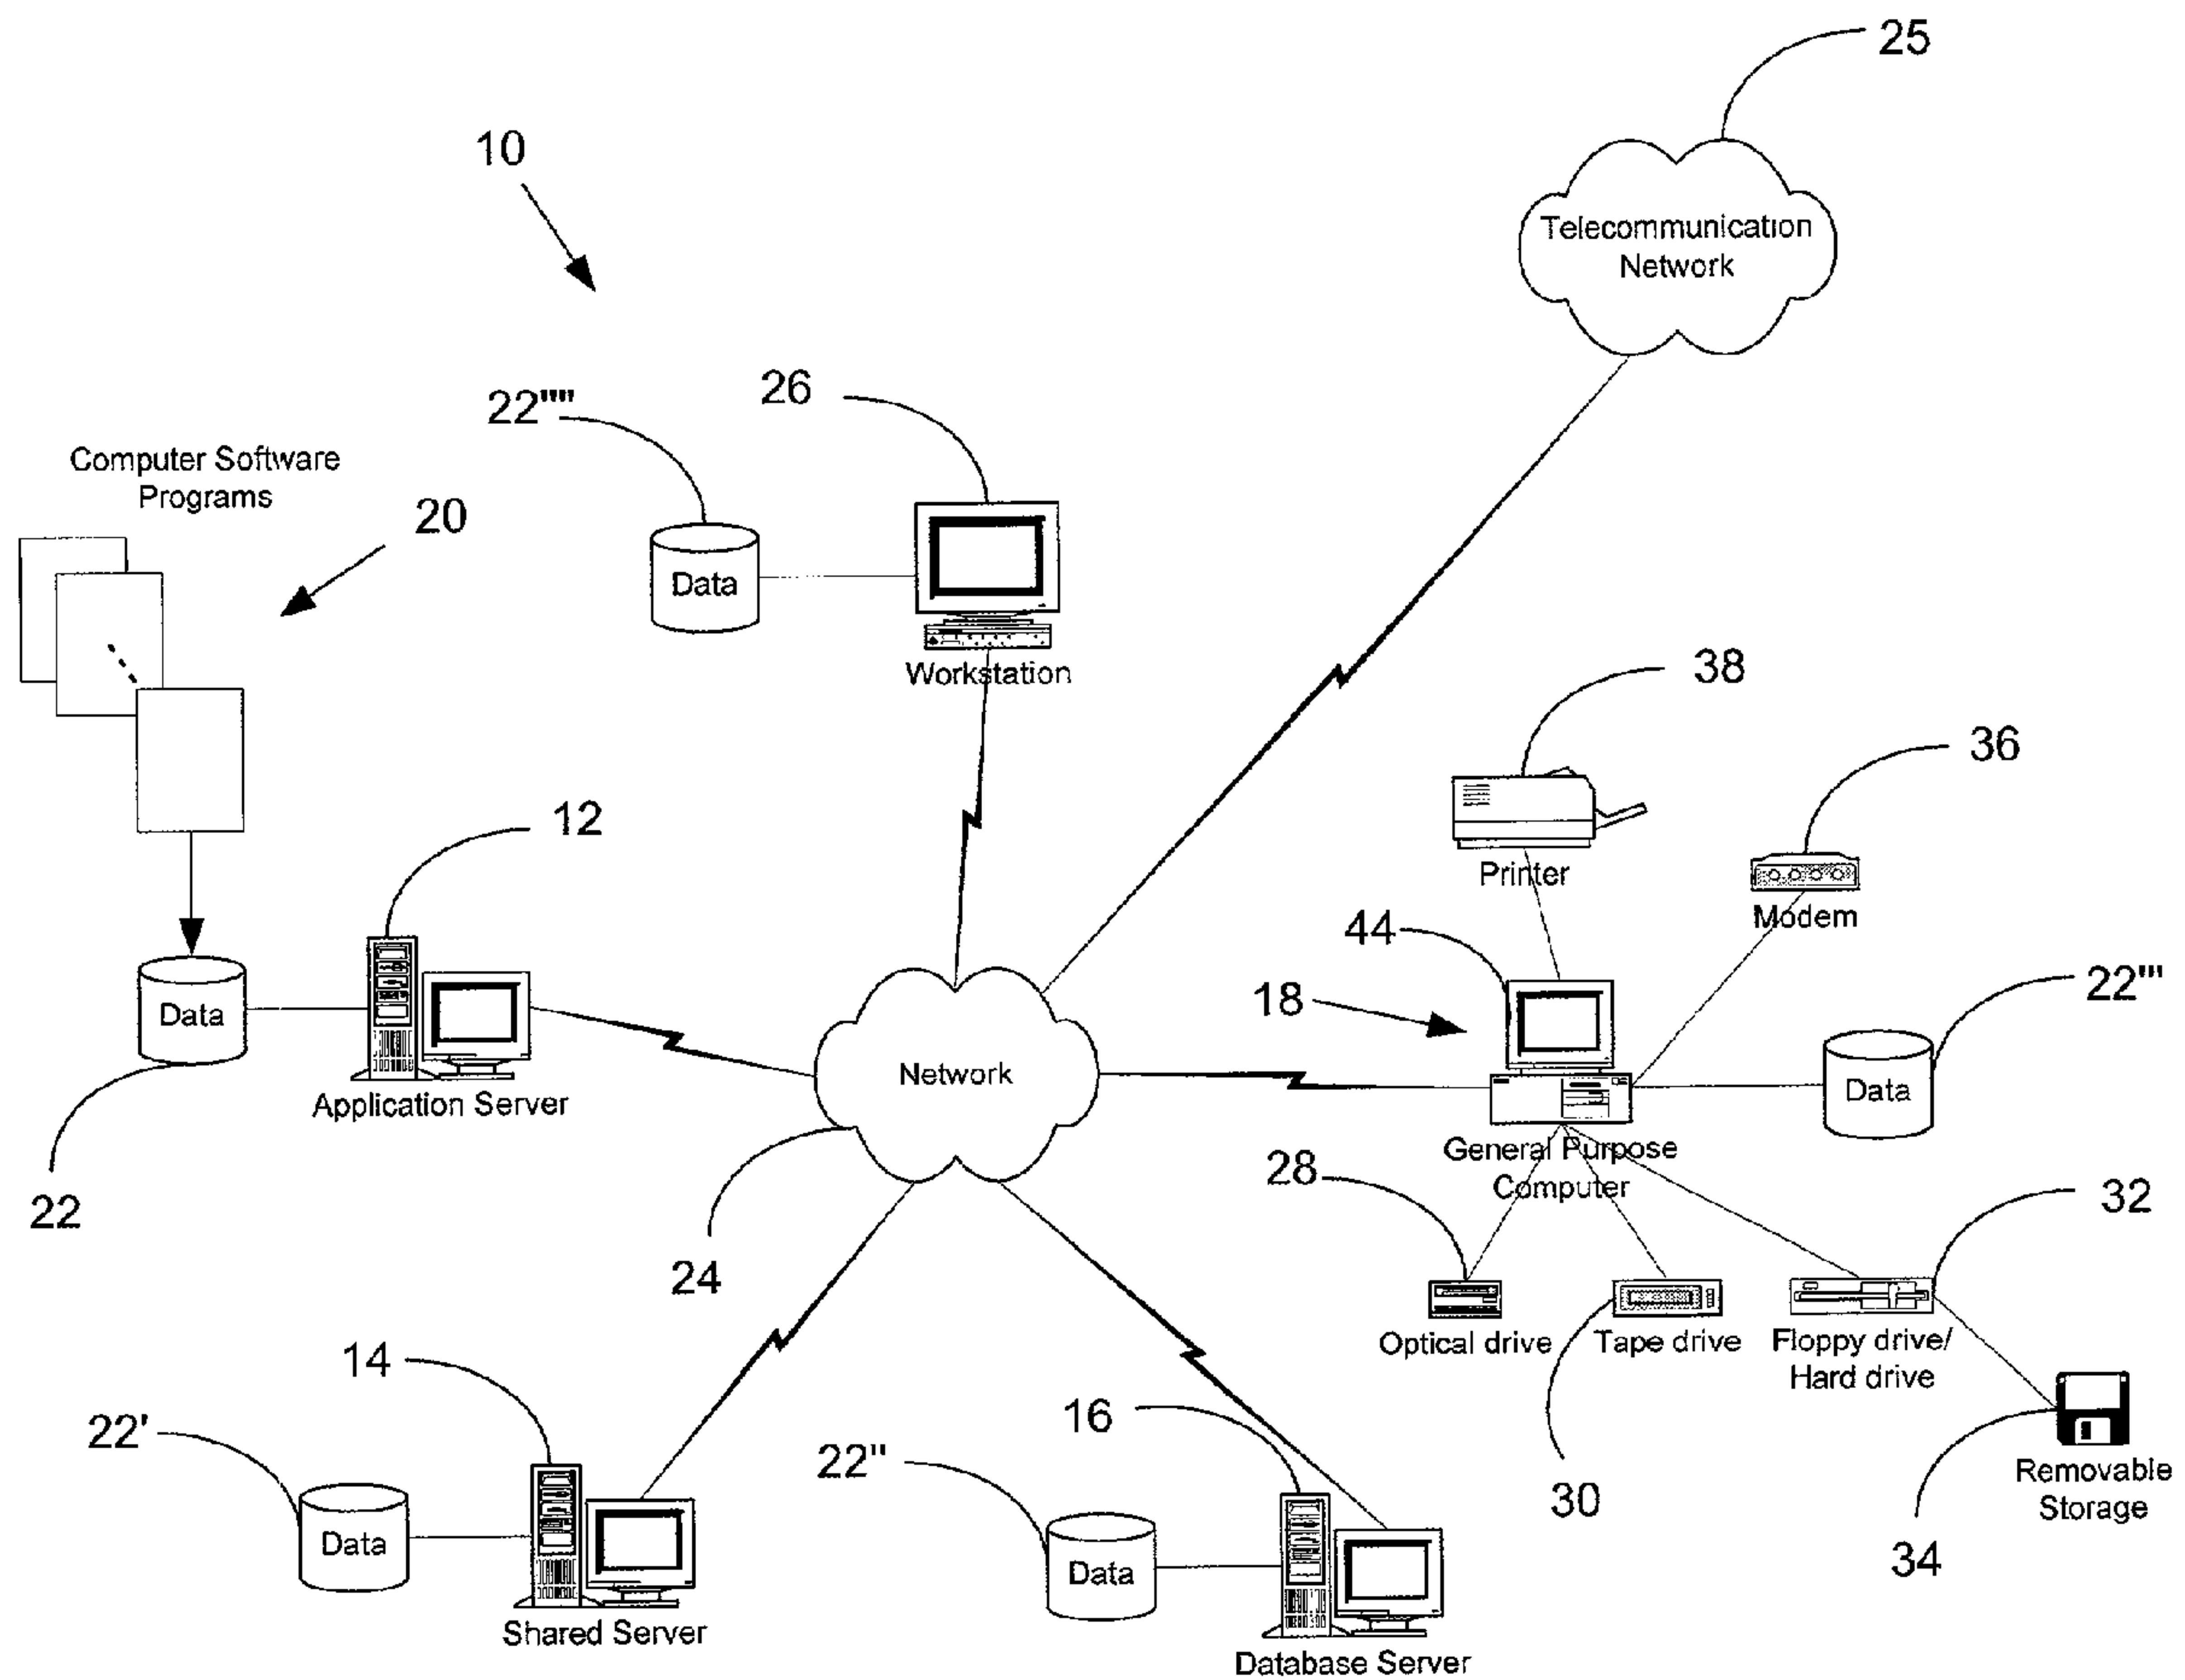 25
10
Telecommunication
Network
22""
26
Computer Software
Programs
20
Data
Workstation
38
36
12
Printer
Modem
44
18
22'''
Data
Network
Data
Application Server
General Purpose
Computer
28
32
22
24
Optical drive
Tape drive
Floppy drive/
Hard drive
14
16
22'
22"
30
Removable
Storage
34
Data
Data
Shared Server
Database Server